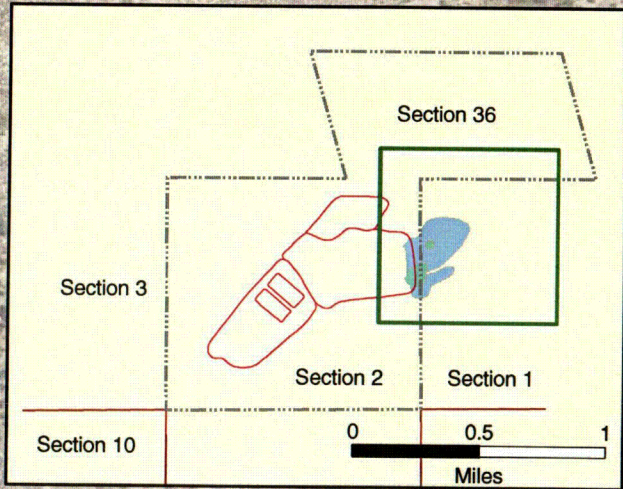 Section 36
Section 3
Section 2
Section 1
Section 10
0 0.5 1
Miles